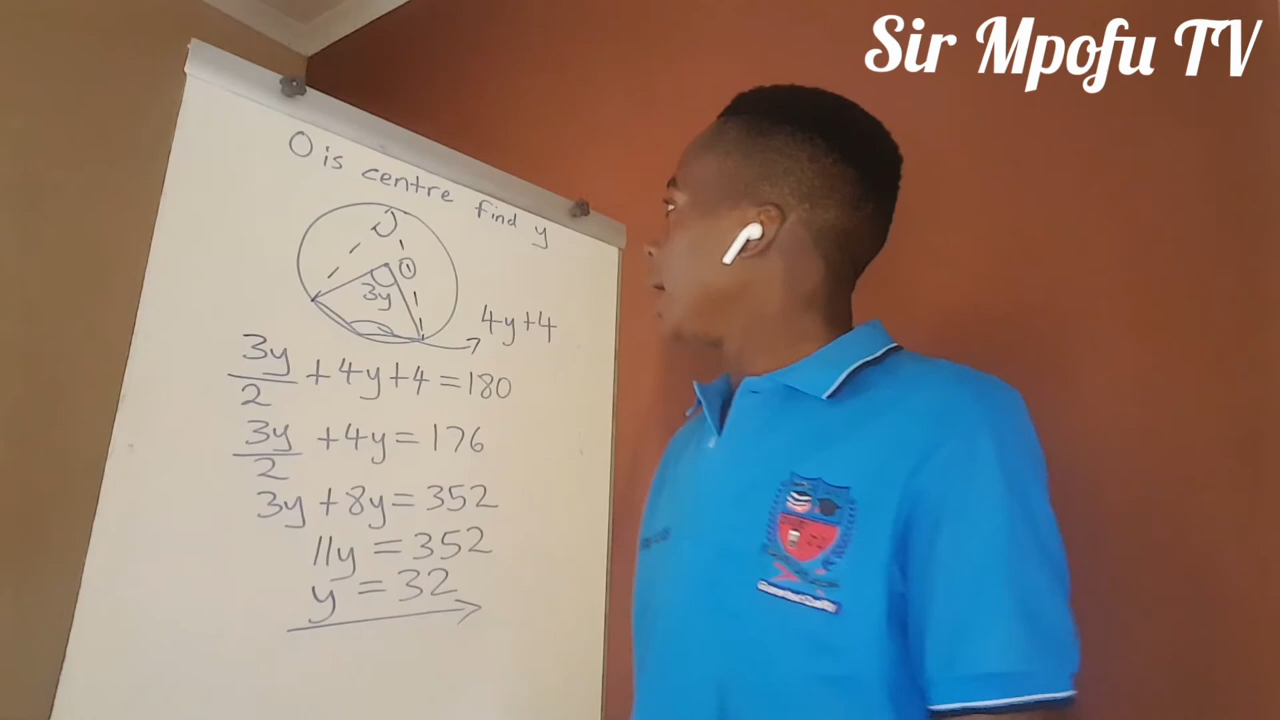 Sir Mpofu TV
O is centre find y
O
3y
4y+4
3y/2 + 4y + 4 = 180
3y/2 + 4y = 176
3y + 8y = 352
11y = 352
y = 32